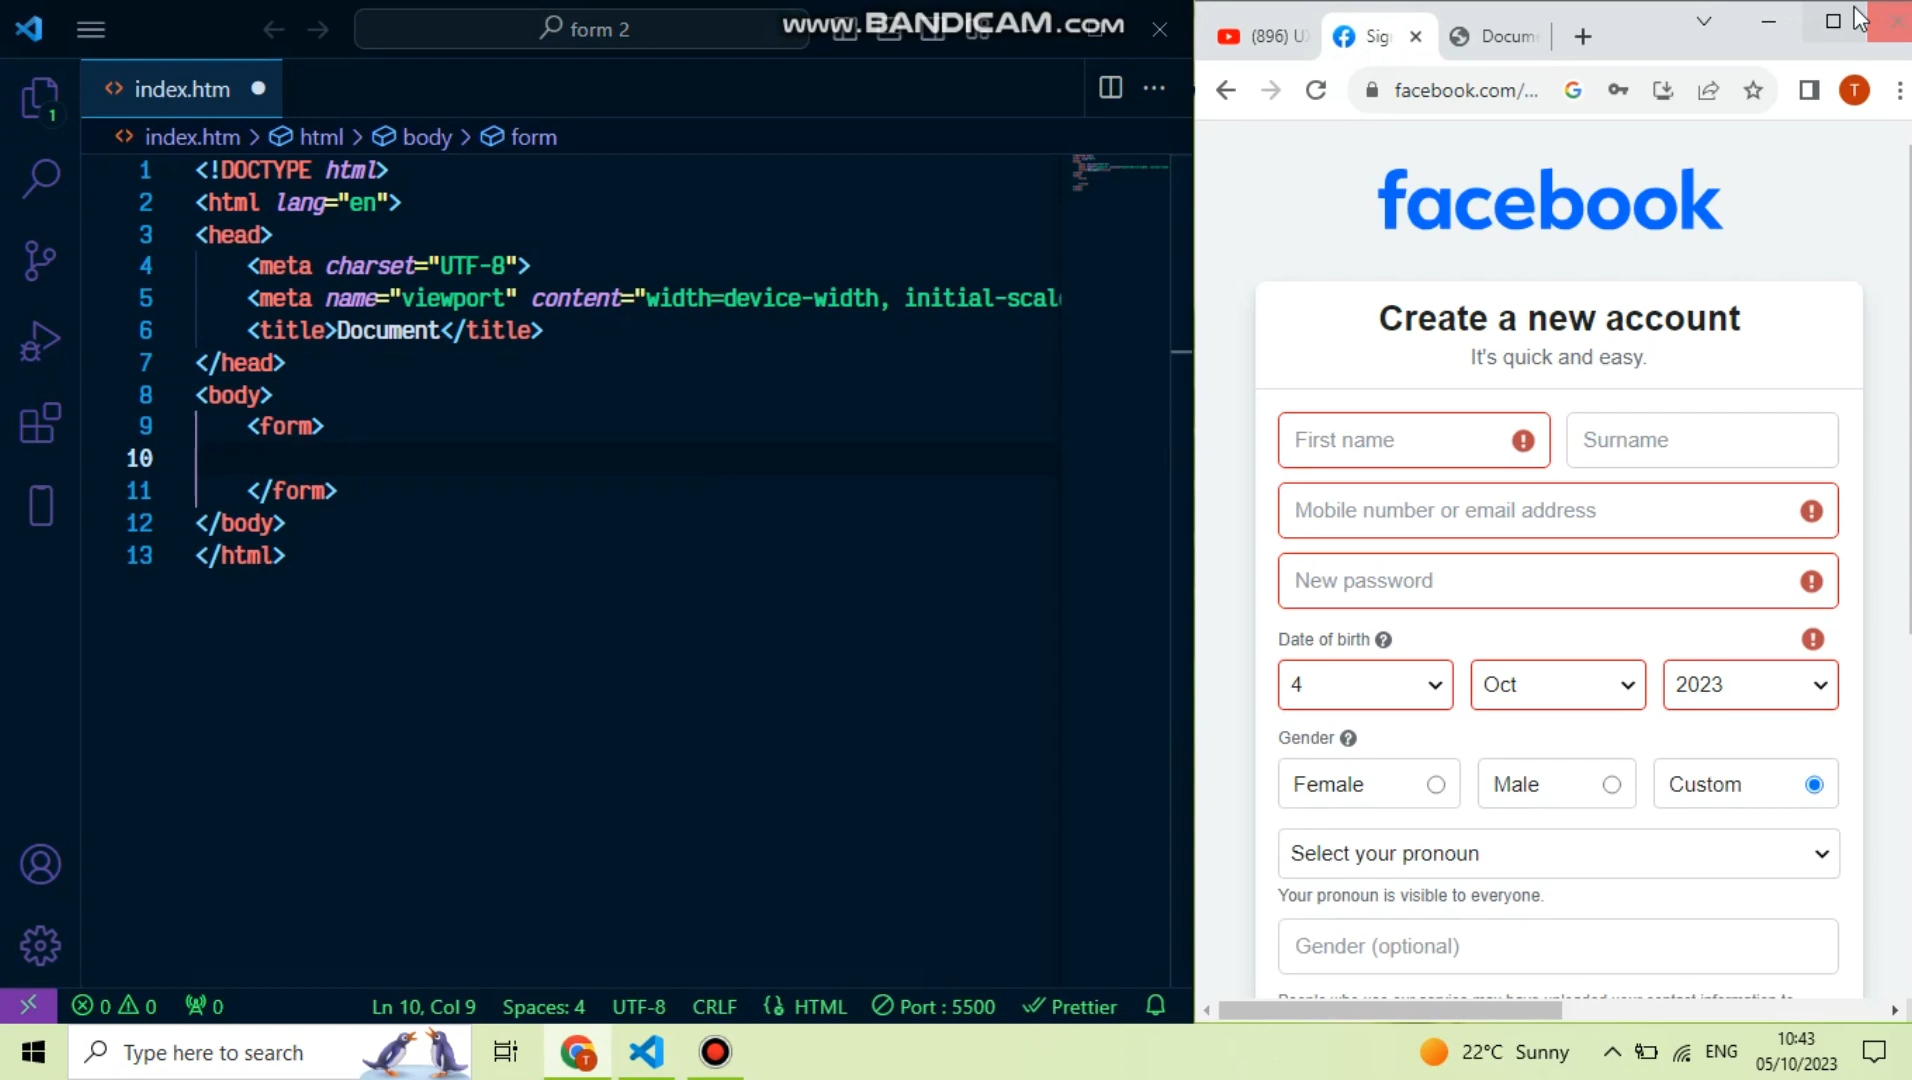 form 2
www.BANDICAM.com
index.htm
index.htm > html > body > form
1 <!DOCTYPE html>
2 <html lang="en">
3 <head>
4 <meta charset="UTF-8">
5 <meta name="viewport" content="width=device-width, initial-scal
6 <title>Document</title>
7 </head>
8 <body>
9 <form>
10
11 </form>
12 </body>
13 </html>
1
0 0 0
Ln 10, Col 9 Spaces: 4 UTF-8 CRLF HTML Port : 5500 Prettier
(896) U Sig Docum
facebook.com/... T
facebook
Create a new account
It's quick and easy.
First name Surname
Mobile number or email address
New password
Date of birth
4 Oct 2023
Gender
Female Male Custom
Select your pronoun
Your pronoun is visible to everyone.
Gender (optional)
Type here to search
T
22°C Sunny
ENG
10:43
05/10/2023